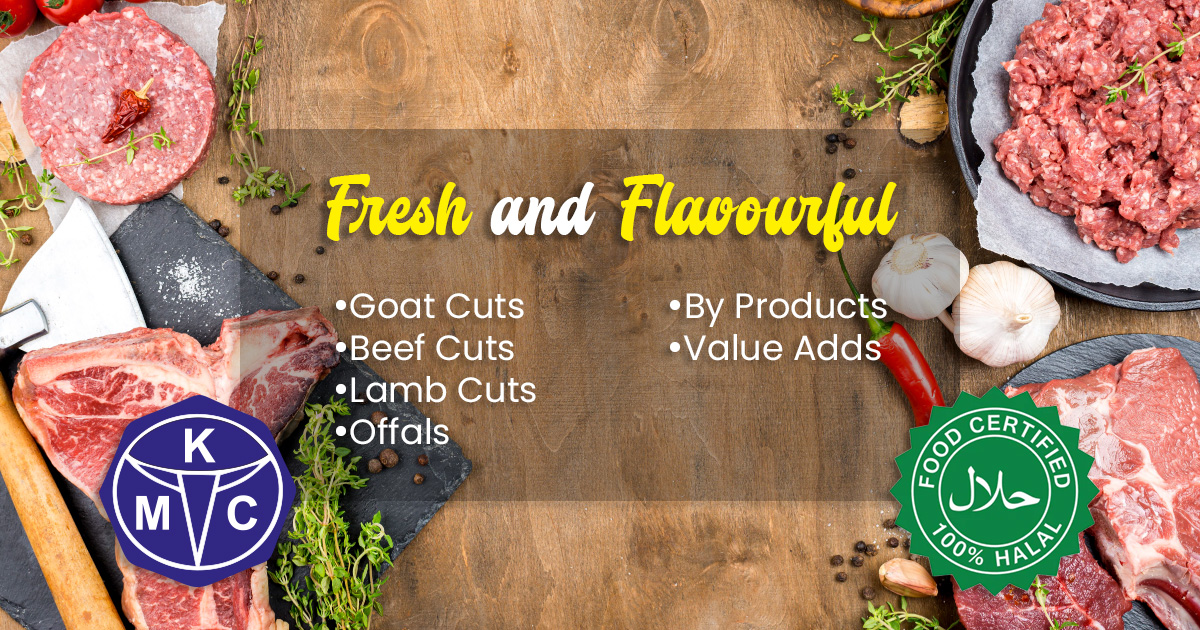 Fresh and Flavourful
•Goat Cuts
•Beef Cuts
•Lamb Cuts
•Offals
•By Products
•Value Adds
K
M C
FOOD CERTIFIED
حلال
100% HALAL